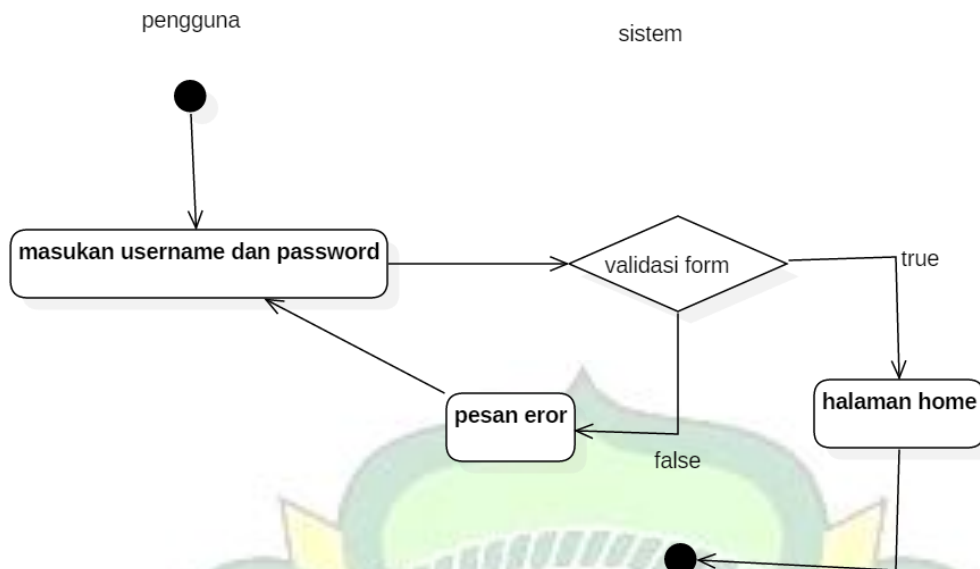 pengguna
sistem
masukan username dan password
validasi form
true
pesan eror
halaman home
false